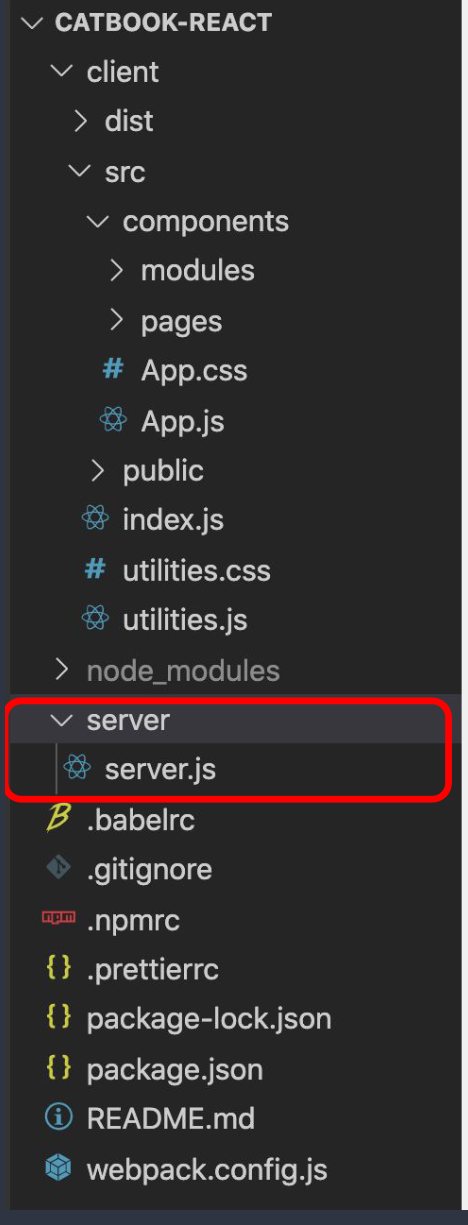 CATBOOK-REACT
client
dist
src
components
modules
pages
# App.css
App.js
public
index.js
# utilities.css
utilities.js
node_modules
server
server.js
.babelrc
.gitignore
.npmrc
{} .prettierrc
{} package-lock.json
{} package.json
README.md
webpack.config.js